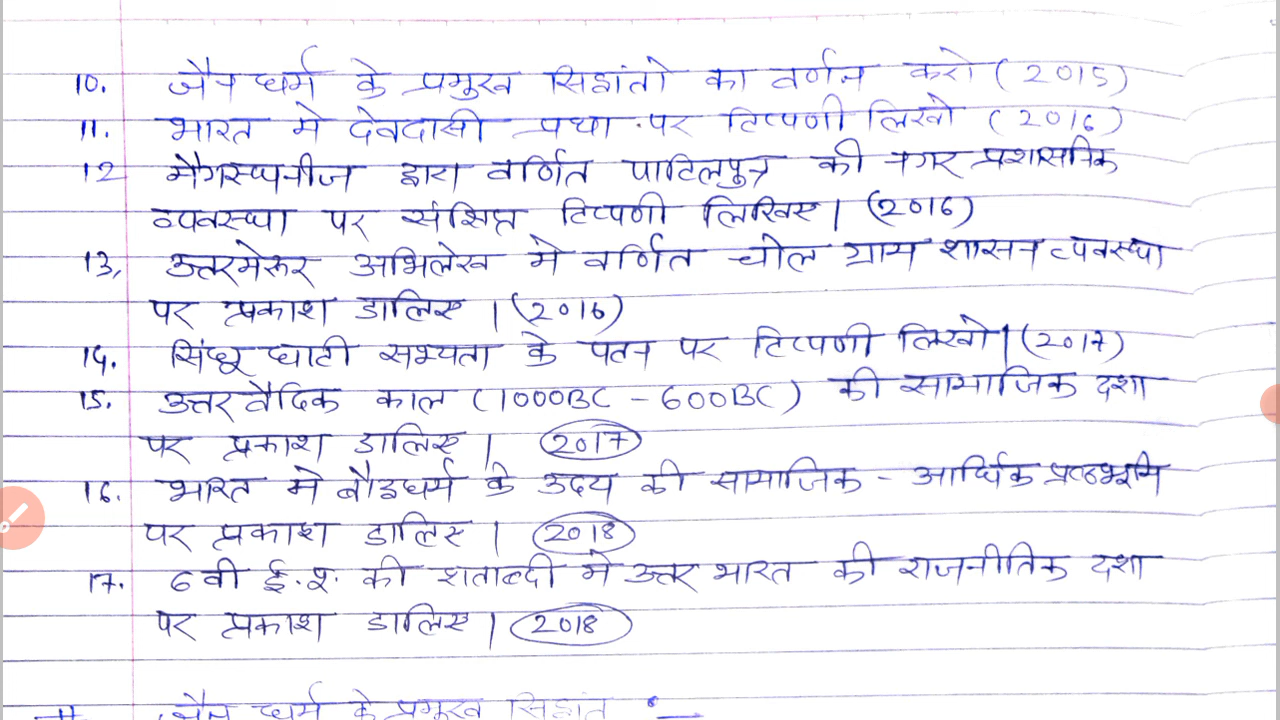 10. जैन धर्म के प्रमुख सिद्धांतो का वर्णन करो (2015)
11. भारत मे देवदासी प्रथा पर टिप्पणी लिखो (2016)
12 मैगस्थनीज द्वारा वर्णित पाटिलपुत्र की नगर प्रशासनिक
व्यवस्था पर संक्षिप्त टिप्पणी लिखिए। (2016)
13, उत्तरमेरूर अभिलेख मे वर्णित चोल ग्राम शासन व्यवस्था
पर प्रकाश डालिए। (2016)
14. सिंधू घाटी सभ्यता के पतन पर टिप्पणी लिखो। (2017)
15. उत्तर वैदिक काल (1000BC - 600BC) की सामाजिक दशा
पर प्रकाश डालिए। 2017
16. भारत मे बौद्धधर्म के उदय की सामाजिक - आर्थिक प्रष्ठभूमि
पर प्रकाश डालिए। 2018
17. 6वी ई.पू. की शताब्दी मे उत्तर भारत की राजनीतिक दशा
पर प्रकाश डालिए। 2018
जैन धर्म के प्रमुख सिद्धांत :-